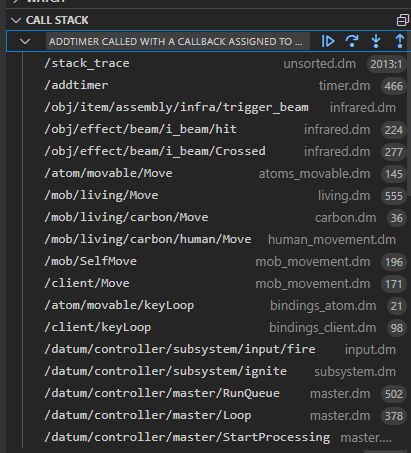 CALL STACK
ADDTIMER CALLED WITH A CALLBACK ASSIGNED TO ...
/stack_trace unsorted.dm 2013:1
/addtimer timer.dm 466
/obj/item/assembly/infra/trigger_beam infrared.dm
/obj/effect/beam/i_beam/hit infrared.dm 224
/obj/effect/beam/i_beam/Crossed infrared.dm 277
/atom/movable/Move atoms_movable.dm 145
/mob/living/Move living.dm 555
/mob/living/carbon/Move carbon.dm 36
/mob/living/carbon/human/Move human_movement.dm
/mob/SelfMove mob_movement.dm 196
/client/Move mob_movement.dm 171
/atom/movable/keyLoop bindings_atom.dm 21
/client/keyLoop bindings_client.dm 98
/datum/controller/subsystem/input/fire input.dm
/datum/controller/subsystem/ignite subsystem.dm
/datum/controller/master/RunQueue master.dm 502
/datum/controller/master/Loop master.dm 378
/datum/controller/master/StartProcessing master....